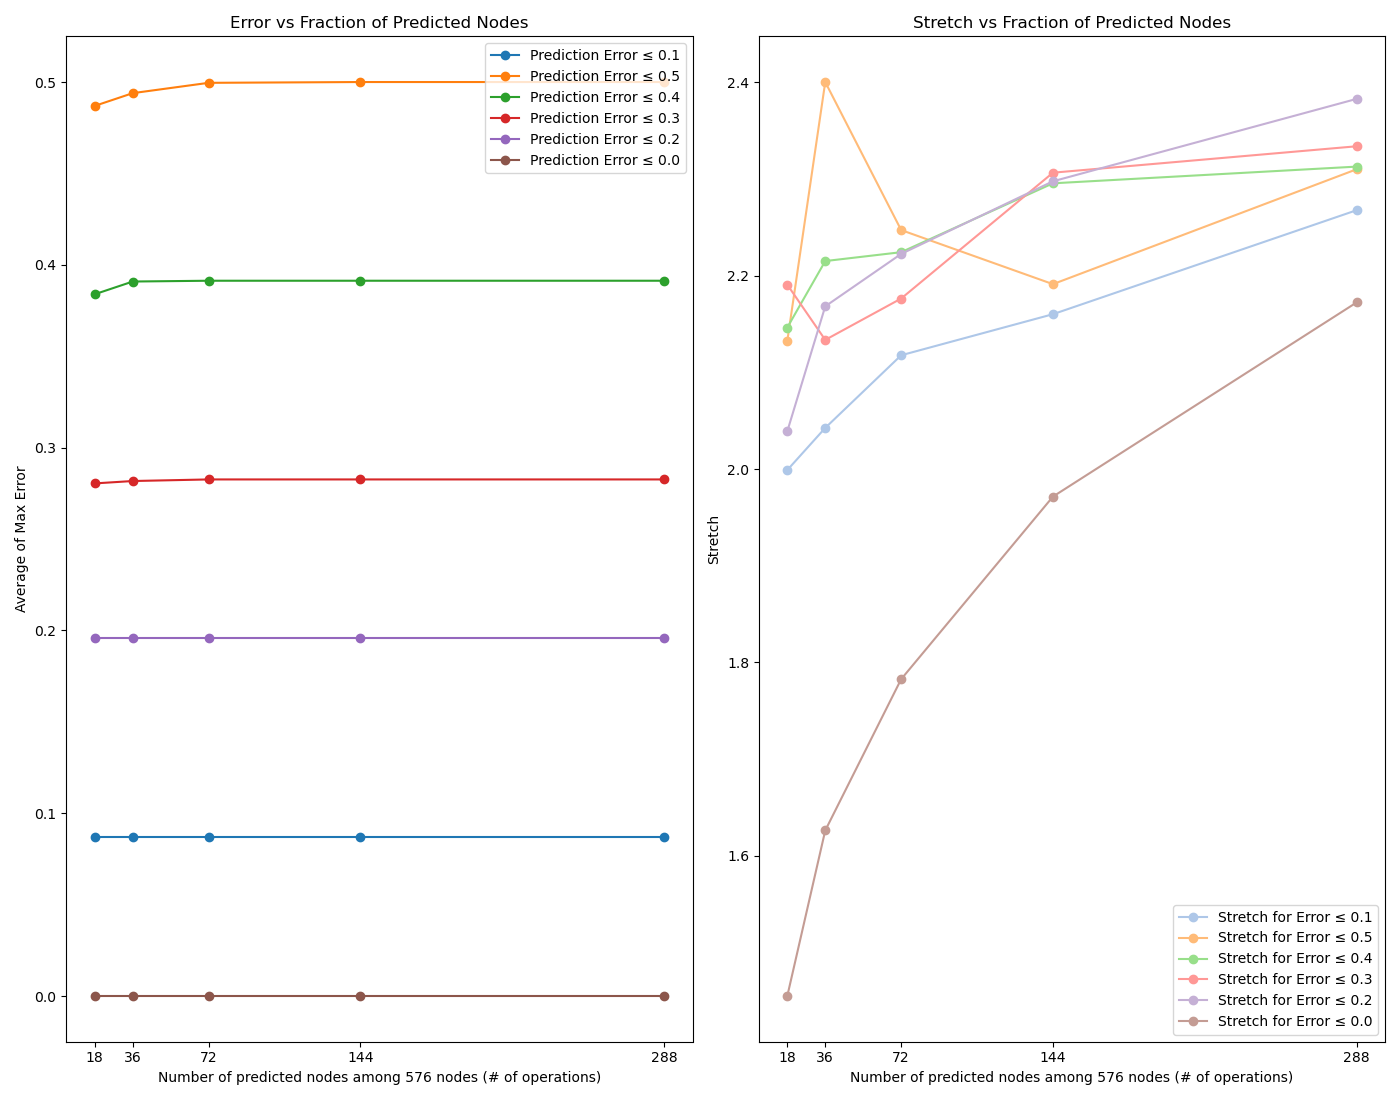 Error vs Fraction of Predicted Nodes
Average of Max Error
0.5
0.4
0.3
0.2
0.1
0.0
Prediction Error ≤ 0.1
Prediction Error ≤ 0.5
Prediction Error ≤ 0.4
Prediction Error ≤ 0.3
Prediction Error ≤ 0.2
Prediction Error ≤ 0.0
18 36 72 144 288
Number of predicted nodes among 576 nodes (# of operations)
Stretch vs Fraction of Predicted Nodes
Stretch
2.4
2.2
2.0
1.8
1.6
Stretch for Error ≤ 0.1
Stretch for Error ≤ 0.5
Stretch for Error ≤ 0.4
Stretch for Error ≤ 0.3
Stretch for Error ≤ 0.2
Stretch for Error ≤ 0.0
18 36 72 144 288
Number of predicted nodes among 576 nodes (# of operations)